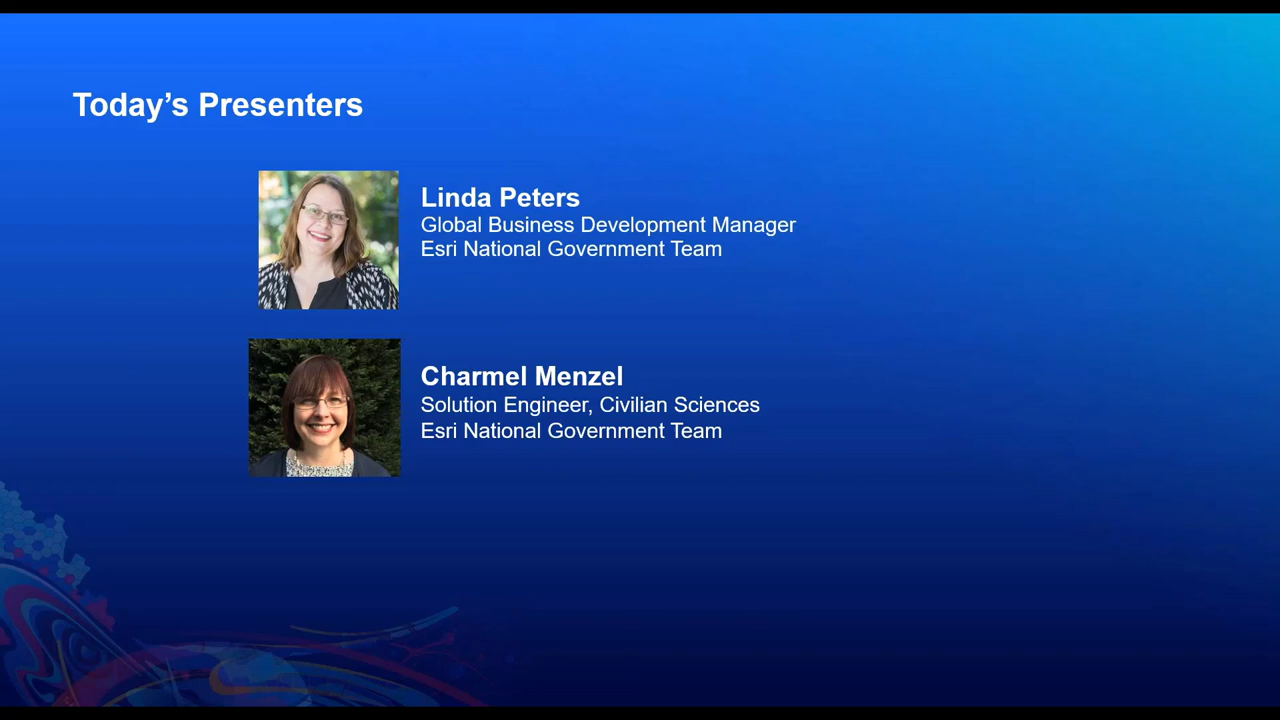 Today’s Presenters
Linda Peters
Global Business Development Manager
Esri National Government Team
Charmel Menzel
Solution Engineer, Civilian Sciences
Esri National Government Team